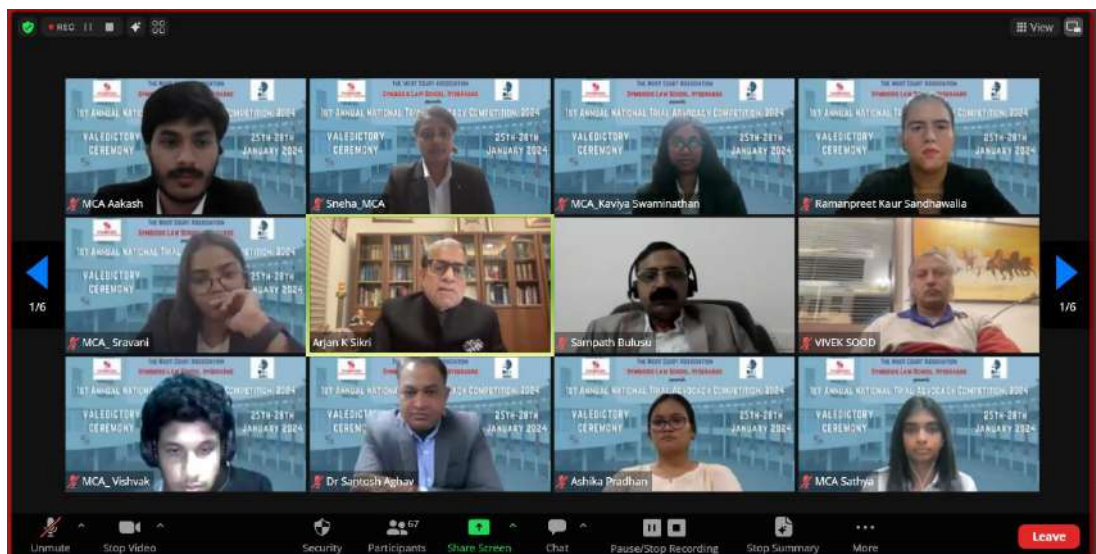 REC
View
THE MOOT COURT ASSOCIATION
SYMBIOSIS LAW SCHOOL, HYDERABAD
presents
1ST ANNUAL NATIONAL TRIAL ADVOCACY COMPETITION, 2024
VALEDICTORY
CEREMONY
25TH-28TH
JANUARY 2024
MCA Aakash
Sneha_MCA
MCA_Kaviya Swaminathan
Ramanpreet Kaur Sandhawalia
1/6
1/6
MCA_ Sravani
Arjan K Sikri
Sampath Bulusu
VIVEK SOOD
MCA_ Vishvak
Dr Santosh Aghav
Ashika Pradhan
MCA Sathya
67
Unmute
Stop Video
Security
Participants
Share Screen
Chat
Pause/Stop Recording
Stop Summary
More
Leave